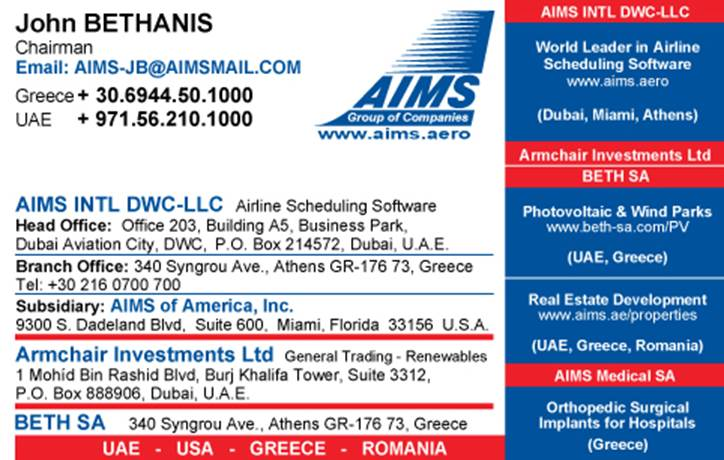 John BETHANIS
Chairman
Email: AIMS-JB@AIMSMAIL.COM
Greece + 30.6944.50.1000
UAE + 971.56.210.1000
AIMS
Group of Companies
www.aims.aero
AIMS INTL DWC-LLC Airline Scheduling Software
Head Office: Office 203, Building A5, Business Park,
Dubai Aviation City, DWC, P.O. Box 214572, Dubai, U.A.E.
Branch Office: 340 Syngrou Ave., Athens GR-176 73, Greece
Tel: +30 216 0700 700
Subsidiary: AIMS of America, Inc.
9300 S. Dadeland Blvd, Suite 600, Miami, Florida 33156 U.S.A.
Armchair Investments Ltd General Trading - Renewables
1 Mohid Bin Rashid Blvd, Burj Khalifa Tower, Suite 3312,
P.O. Box 888906, Dubai, U.A.E.
BETH SA 340 Syngrou Ave., Athens GR-176 73, Greece
UAE - USA - GREECE - ROMANIA
AIMS INTL DWC-LLC
World Leader in Airline
Scheduling Software
www.aims.aero
(Dubai, Miami, Athens)
Armchair Investments Ltd
BETH SA
Photovoltaic & Wind Parks
www.beth-sa.com/PV
(UAE, Greece)
Real Estate Development
www.aims.ae/properties
(UAE, Greece, Romania)
AIMS Medical SA
Orthopedic Surgical
Implants for Hospitals
(Greece)